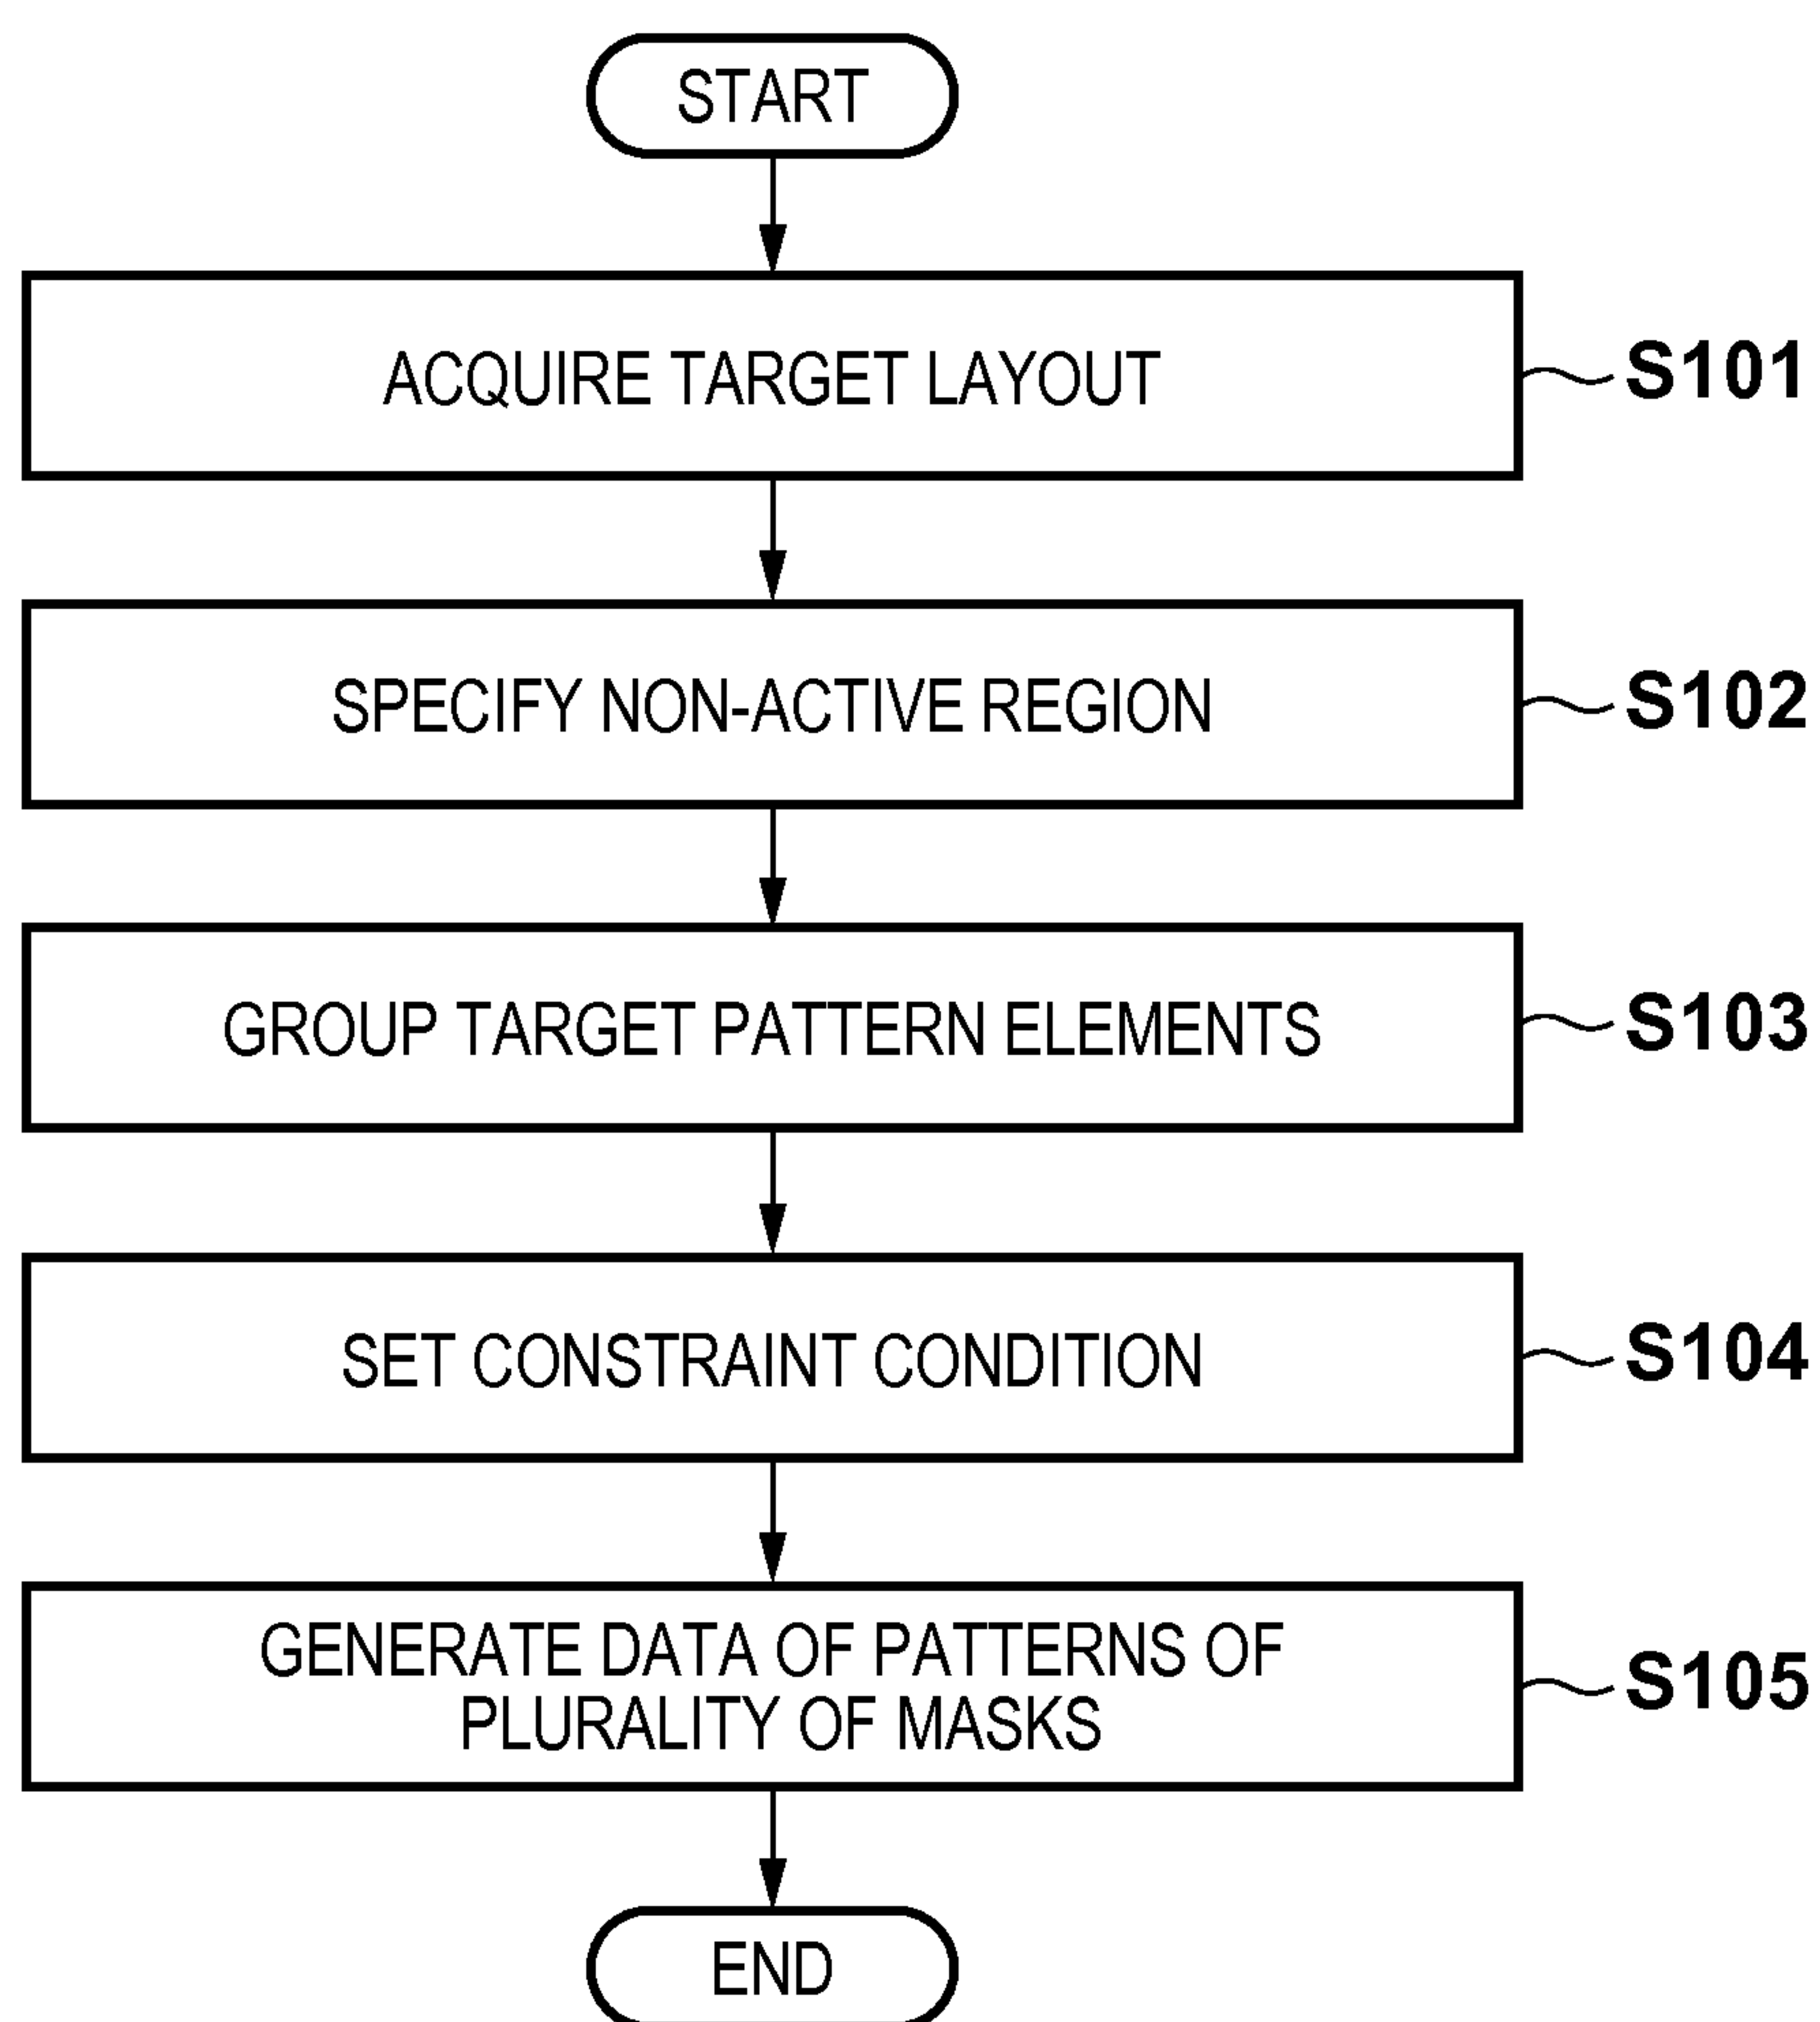 START
ACQUIRE TARGET LAYOUT
S101
SPECIFY NON-ACTIVE REGION
S102
GROUP TARGET PATTERN ELEMENTS
S103
SET CONSTRAINT CONDITION
S104
GENERATE DATA OF PATTERNS OF
PLURALITY OF MASKS
S105
END